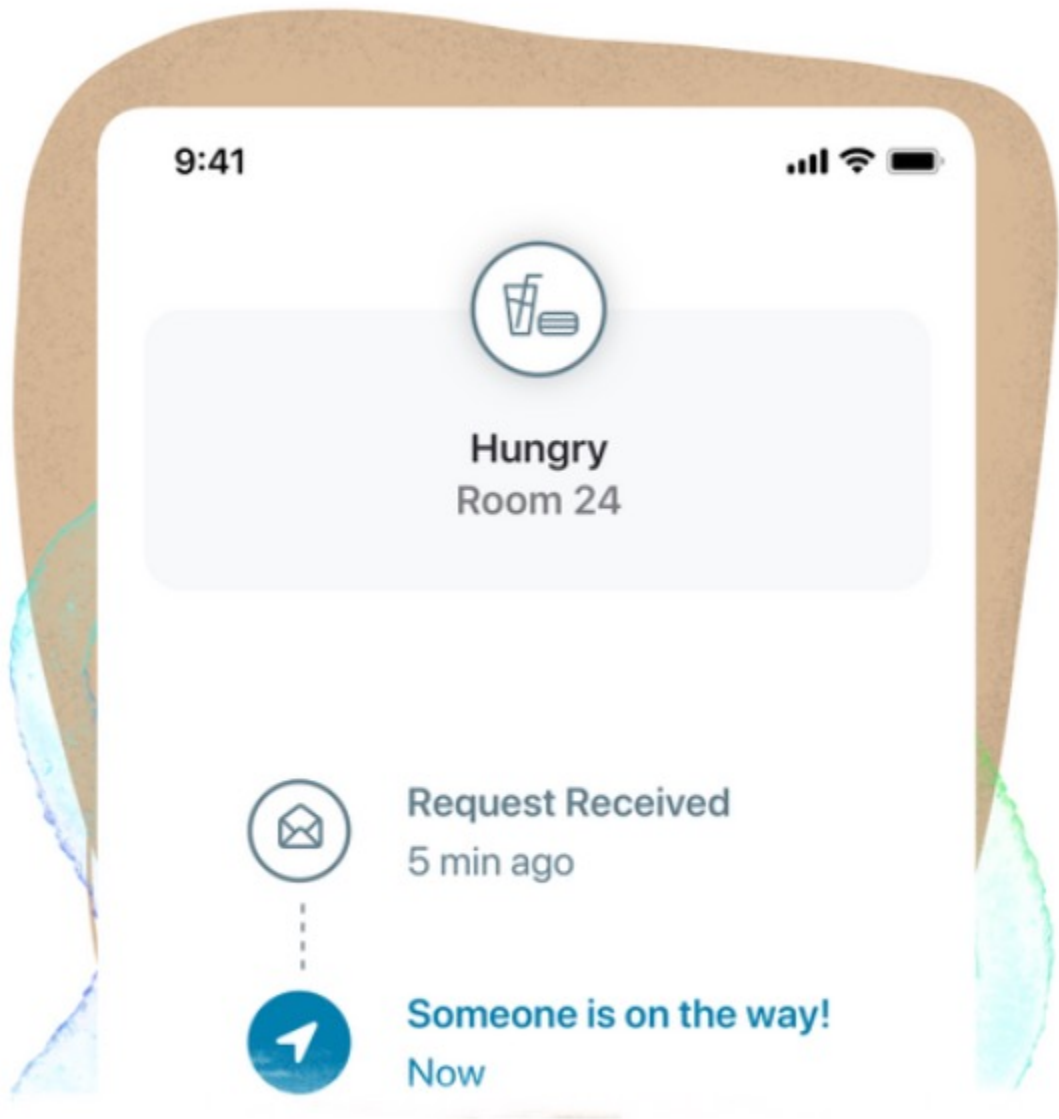 9:41
Hungry
Room 24
Request Received
5 min ago
Someone is on the way!
Now